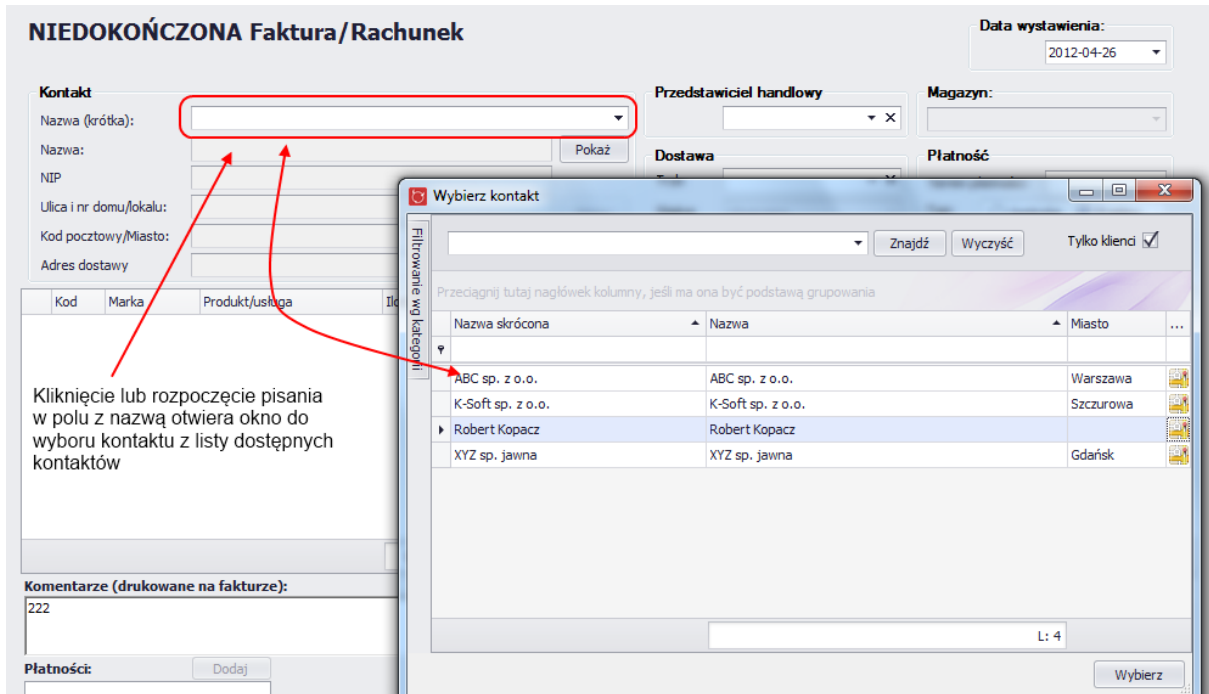 NIEDOKOŃCZONA Faktura/Rachunek
Data wystawienia:
2012-04-26
Kontakt
Nazwa (krótka):
Nazwa:
Pokaż
NIP
Ulica i nr domu/lokalu:
Kod pocztowy/Miasto:
Adres dostawy
Przedstawiciel handlowy
X
Magazyn:
Dostawa
Płatność
Kod Marka Produkt/usługa
Kliknięcie lub rozpoczęcie pisania
w polu z nazwą otwiera okno do
wyboru kontaktu z listy dostępnych
kontaktów
Komentarze (drukowane na fakturze):
222
Płatności:
Dodaj
Wybierz kontakt
Filtrowanie wg kategorii
Znajdź Wyczyść Tylko klienci
Przeciągnij tutaj nagłówek kolumny, jeśli ma ona być podstawą grupowania
Nazwa skrócona Nazwa Miasto ...
ABC sp. z o.o. ABC sp. z o.o. Warszawa
K-Soft sp. z o.o. K-Soft sp. z o.o. Szczurowa
Robert Kopacz Robert Kopacz
XYZ sp. jawna XYZ sp. jawna Gdańsk
L: 4
Wybierz